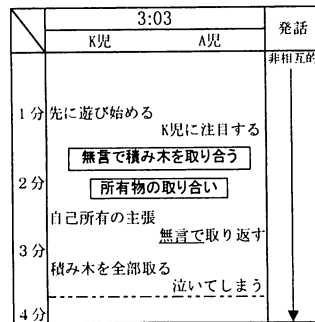 3:03
発話
K児 A児
非相互的
1分 先に遊び始める
K児に注目する
無言で積み木を取り合う
2分
所有物の取り合い
自己所有の主張
無言で取り返す
3分
積み木を全部取る
泣いてしまう
4分